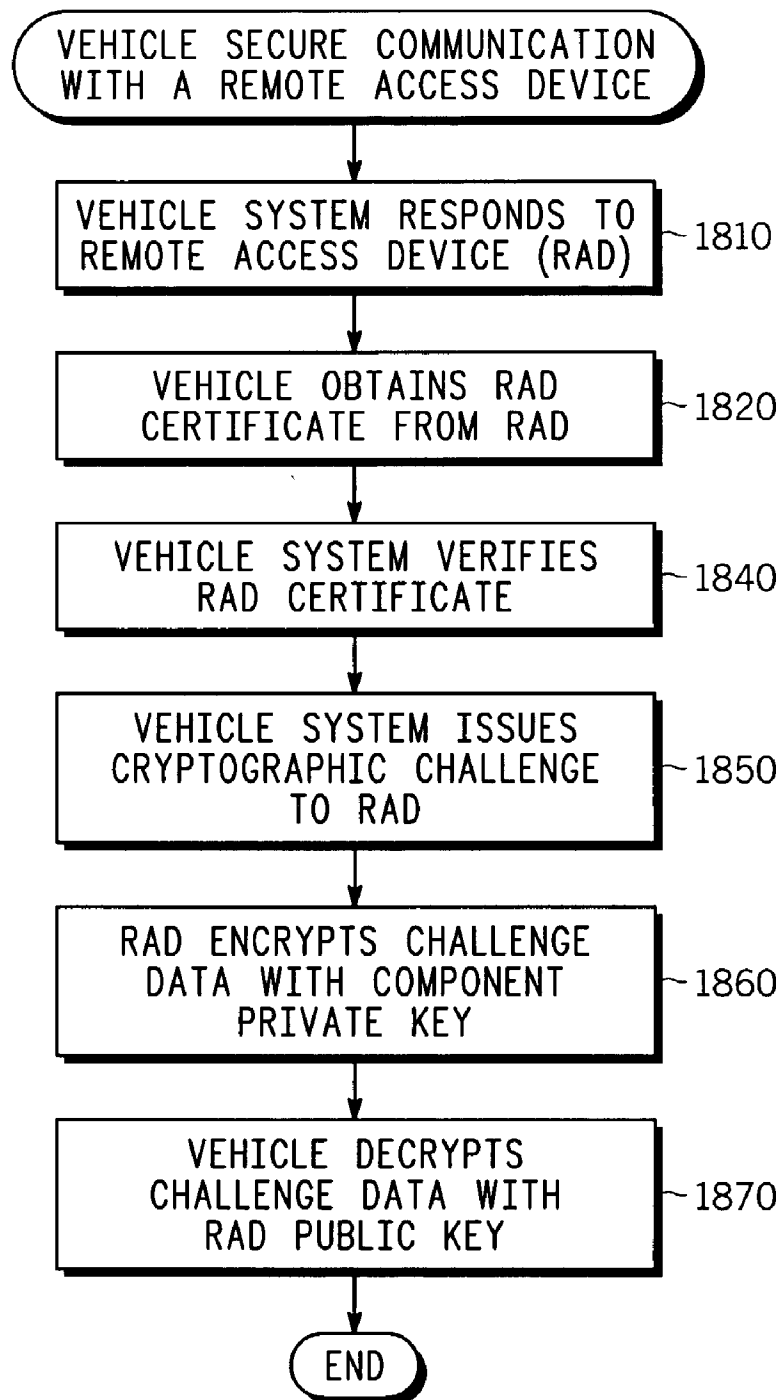 VEHICLE SECURE COMMUNICATION
WITH A REMOTE ACCESS DEVICE
VEHICLE SYSTEM RESPONDS TO
REMOTE ACCESS DEVICE (RAD)
1810
VEHICLE OBTAINS RAD
CERTIFICATE FROM RAD
1820
VEHICLE SYSTEM VERIFIES
RAD CERTIFICATE
1840
VEHICLE SYSTEM ISSUES
CRYPTOGRAPHIC CHALLENGE
TO RAD
1850
RAD ENCRYPTS CHALLENGE
DATA WITH COMPONENT
PRIVATE KEY
1860
VEHICLE DECRYPTS
CHALLENGE DATA WITH
RAD PUBLIC KEY
1870
END